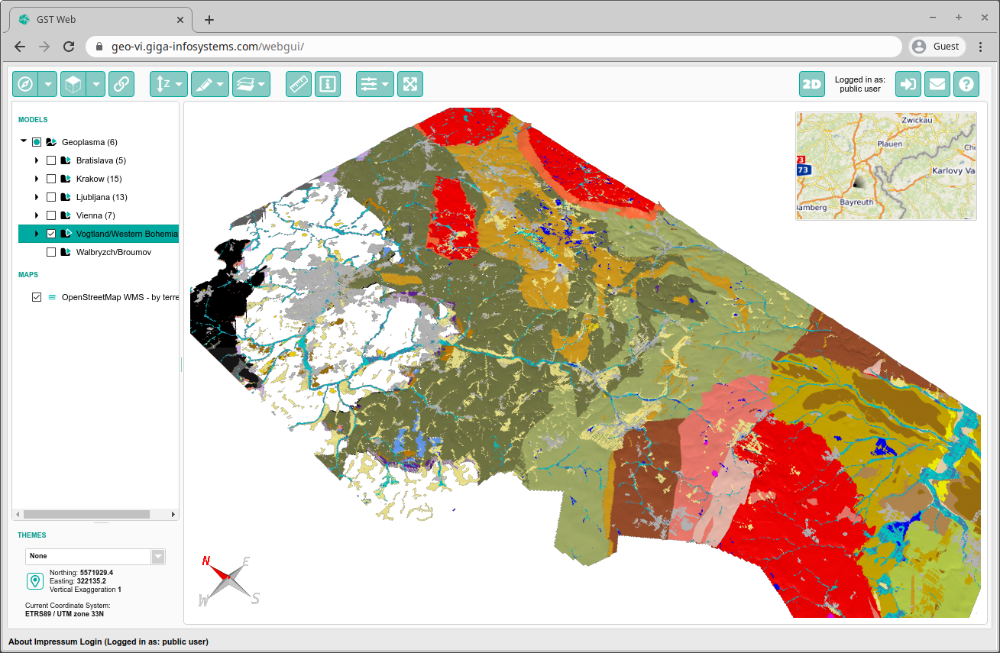 GST Web
geo-vi.giga-infosystems.com/webgui/
Guest
Z
2D
Logged in as:
public user
MODELS
Geoplasma (6)
Bratislava (5)
Krakow (15)
Ljubljana (13)
Vienna (7)
Vogtland/Western Bohemia
Walbryzch/Broumov
MAPS
OpenStreetMap WMS - by terre
Zwickau
Plauen
Ch
73
Karlovy Va
Bayreuth
amberg
THEMES
None
Northing: 5571929.4
Easting: 322135.2
Vertical Exaggeration 1
Current Coordinate System:
ETRS89 / UTM zone 33N
N
E
W
S
About Impressum Login (Logged in as: public user)